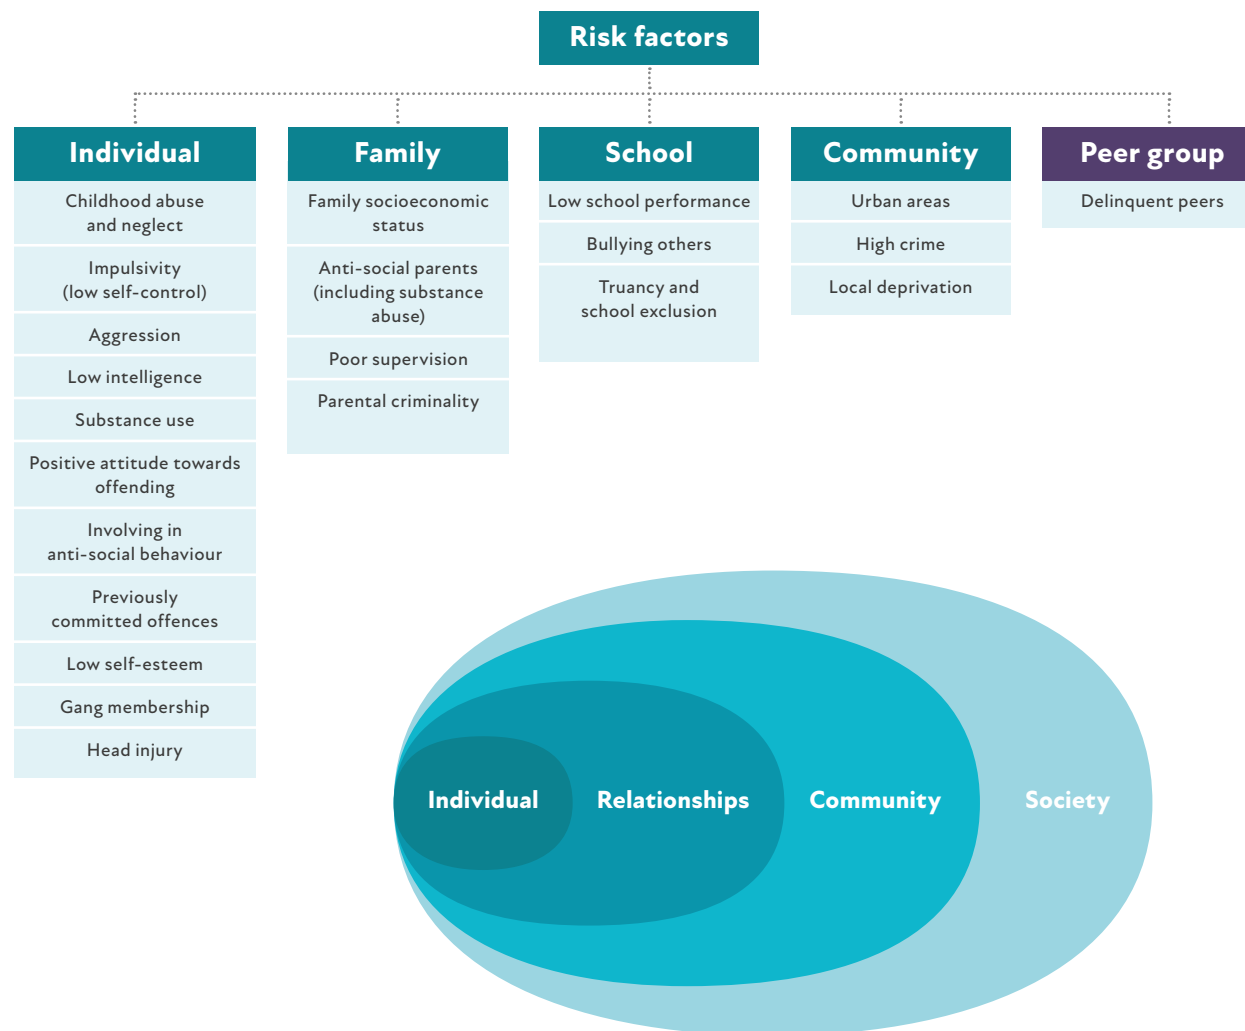 Risk factors
Individual
Childhood abuse
and neglect
Impulsivity
(low self-control)
Aggression
Low intelligence
Substance use
Positive attitude towards
offending
Involving in
anti-social behaviour
Previously
committed offences
Low self-esteem
Gang membership
Head injury
Family
Family socioeconomic
status
Anti-social parents
(including substance
abuse)
Poor supervision
Parental criminality
School
Low school performance
Bullying others
Truancy and
school exclusion
Community
Urban areas
High crime
Local deprivation
Peer group
Delinquent peers
Individual
Relationships
Community
Society